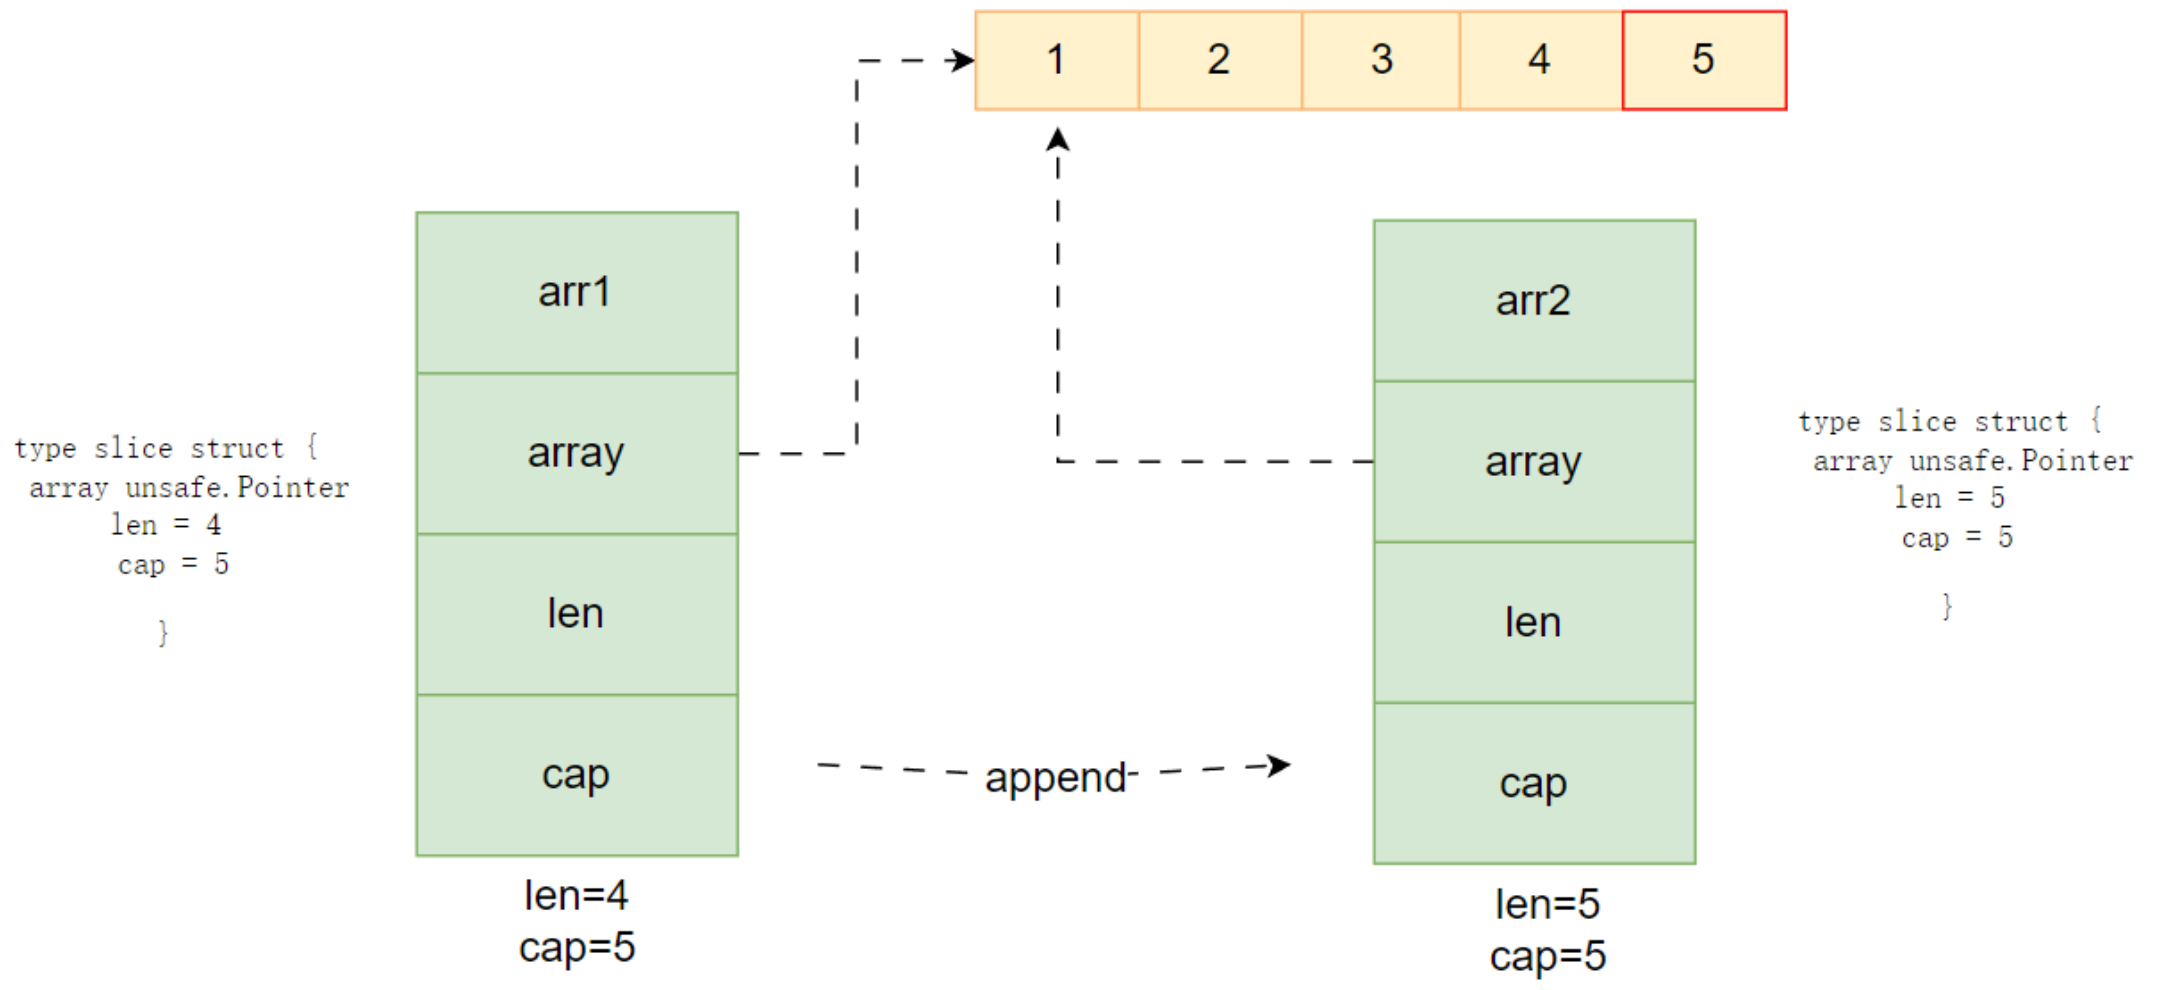 1 2 3 4 5
arr1
array
len
cap
len=4
cap=5
type slice struct {
array unsafe.Pointer
len = 4
cap = 5
}
append
arr2
array
len
cap
len=5
cap=5
type slice struct {
array unsafe.Pointer
len = 5
cap = 5
}